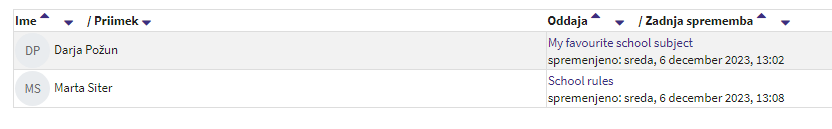 Ime / Priimek Oddaja / Zadnja sprememba
DP Darja Požun My favourite school subject
spremenjeno: sreda, 6 december 2023, 13:02
MS Marta Siter School rules
spremenjeno: sreda, 6 december 2023, 13:08